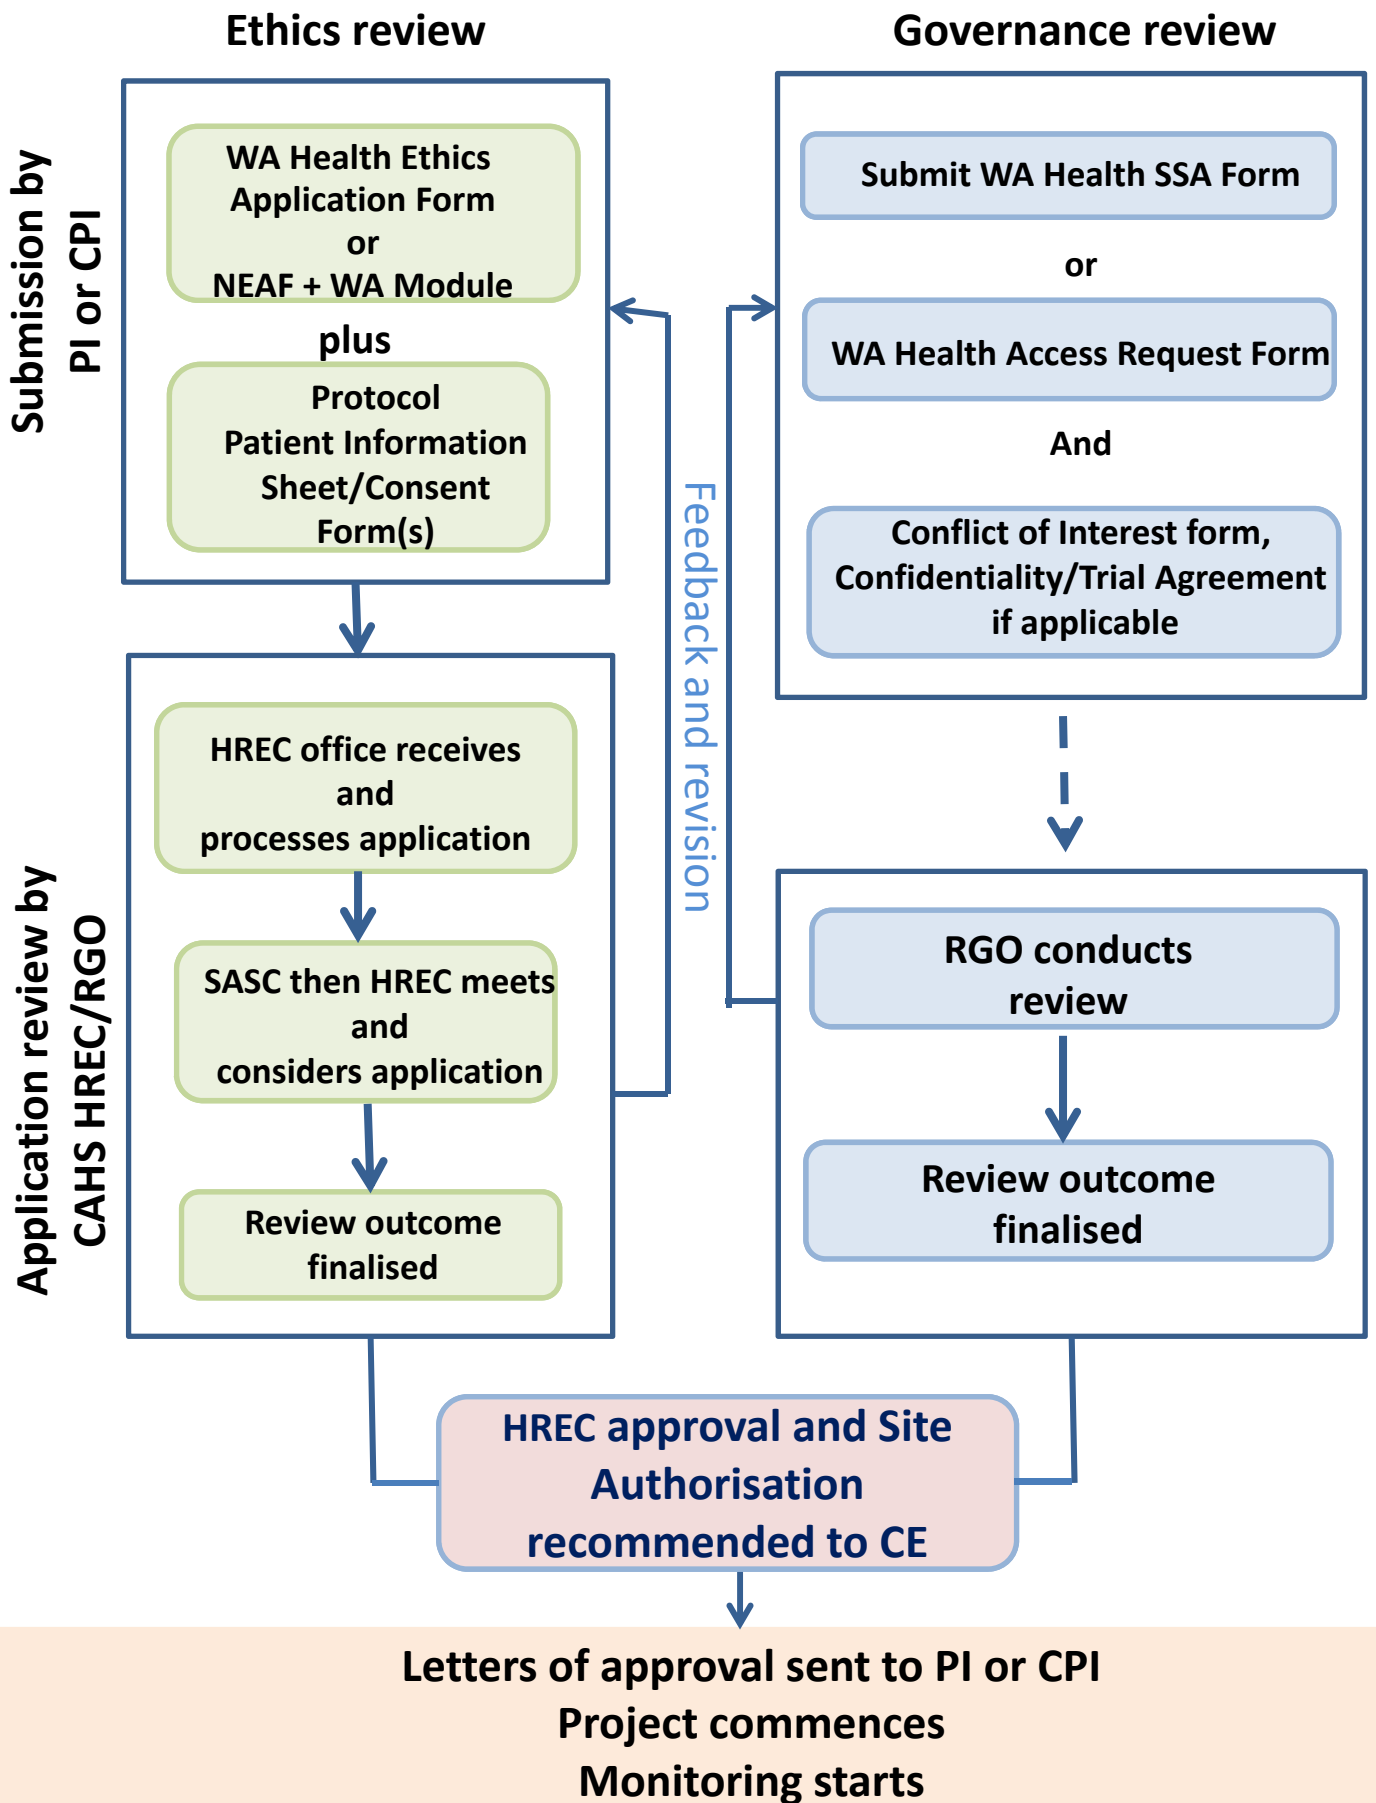 Ethics review
Governance review
Submission by
PI or CPI
WA Health Ethics
Application Form
or
NEAF + WA Module
plus
Protocol
Patient Information
Sheet/Consent
Form(s)
Submit WA Health SSA Form
or
WA Health Access Request Form
And
Conflict of Interest form,
Confidentiality/Trial Agreement
if applicable
Feedback and revision
Application review by
CAHS HREC/RGO
HREC office receives
and
processes application
SASC then HREC meets
and
considers application
Review outcome
finalised
RGO conducts
review
Review outcome
finalised
HREC approval and Site
Authorisation
recommended to CE
Letters of approval sent to PI or CPI
Project commences
Monitoring starts